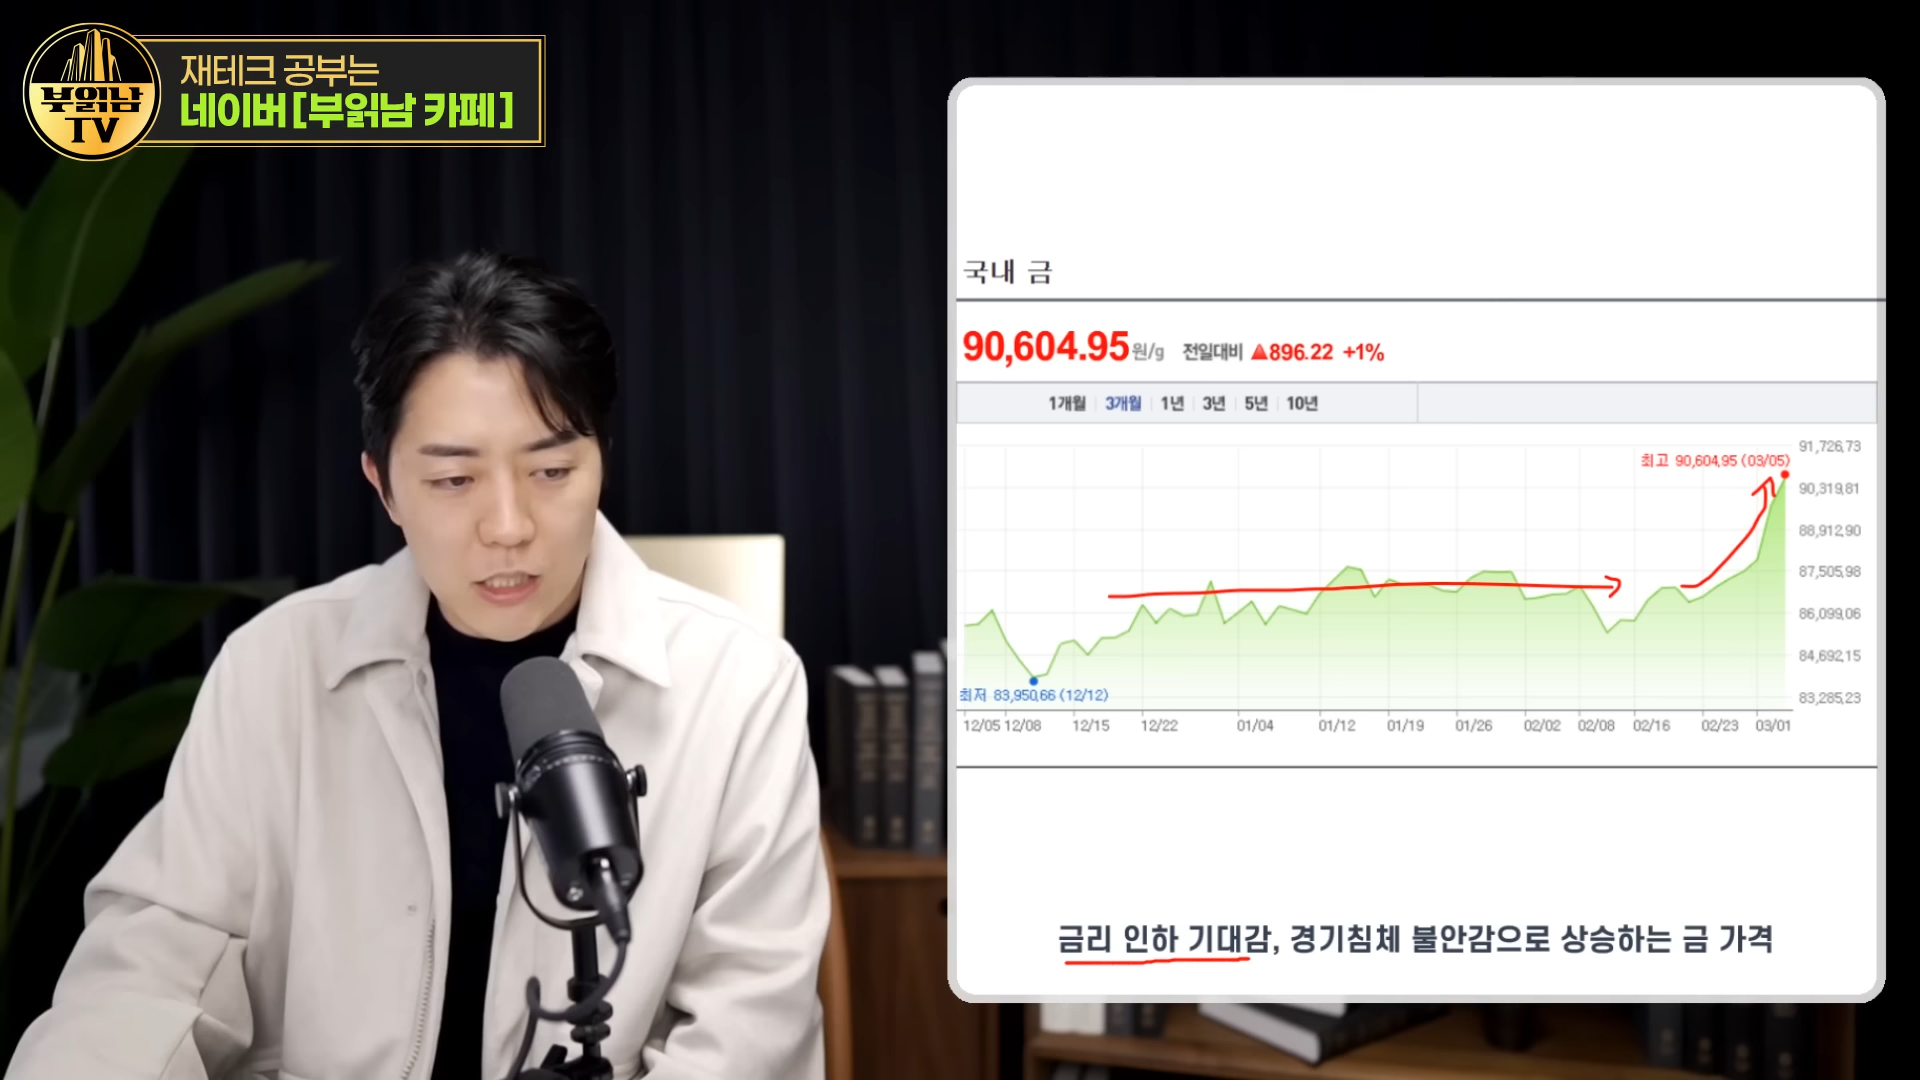 부읽남
TV
재테크 공부는
네이버 [부읽남 카페]
국내 금
90,604.95 원/g 전일대비 ▲896.22 +1%
1개월 3개월 1년 3년 5년 10년
91,726.73
최고 90,604.95 (03/05)
90,319.81
88,912.90
87,505.98
86,099.06
84,692.15
최저 83,950.66 (12/12)
83,285.23
12/05 12/08 12/15 12/22 01/04 01/12 01/19 01/26 02/02 02/08 02/16 02/23 03/01
금리 인하 기대감, 경기침체 불안감으로 상승하는 금 가격